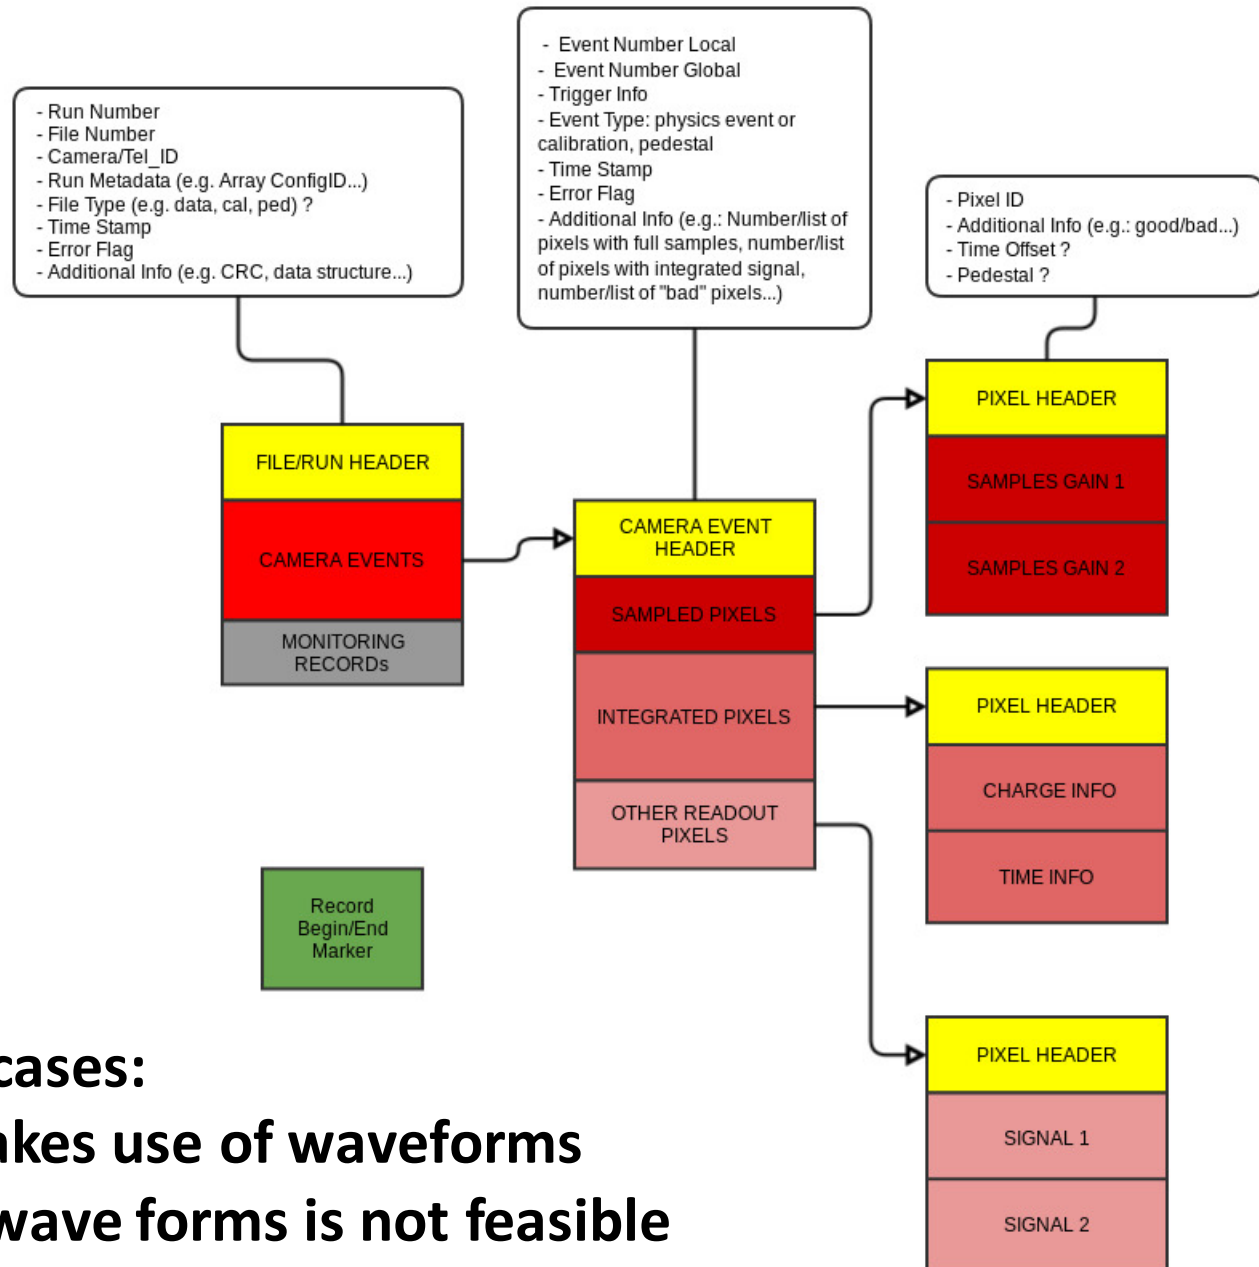 - Run Number
- File Number
- Camera/Tel_ID
- Run Metadata (e.g. Array ConfigID...)
- File Type (e.g. data, cal, ped) ?
- Time Stamp
- Error Flag
- Additional Info (e.g. CRC, data structure...)
- Event Number Local
- Event Number Global
- Trigger Info
- Event Type: physics event or
calibration, pedestal
- Time Stamp
- Error Flag
- Additional Info (e.g.: Number/list of
pixels with full samples, number/list
of pixels with integrated signal,
number/list of "bad" pixels...)
- Pixel ID
- Additional Info (e.g.: good/bad...)
- Time Offset ?
- Pedestal ?
FILE/RUN HEADER
CAMERA EVENTS
MONITORING
RECORDs
CAMERA EVENT
HEADER
SAMPLED PIXELS
INTEGRATED PIXELS
OTHER READOUT
PIXELS
PIXEL HEADER
SAMPLES GAIN 1
SAMPLES GAIN 2
PIXEL HEADER
CHARGE INFO
TIME INFO
PIXEL HEADER
SIGNAL 1
SIGNAL 2
Record
Begin/End
Marker
cases:
akes use of waveforms
wave forms is not feasible